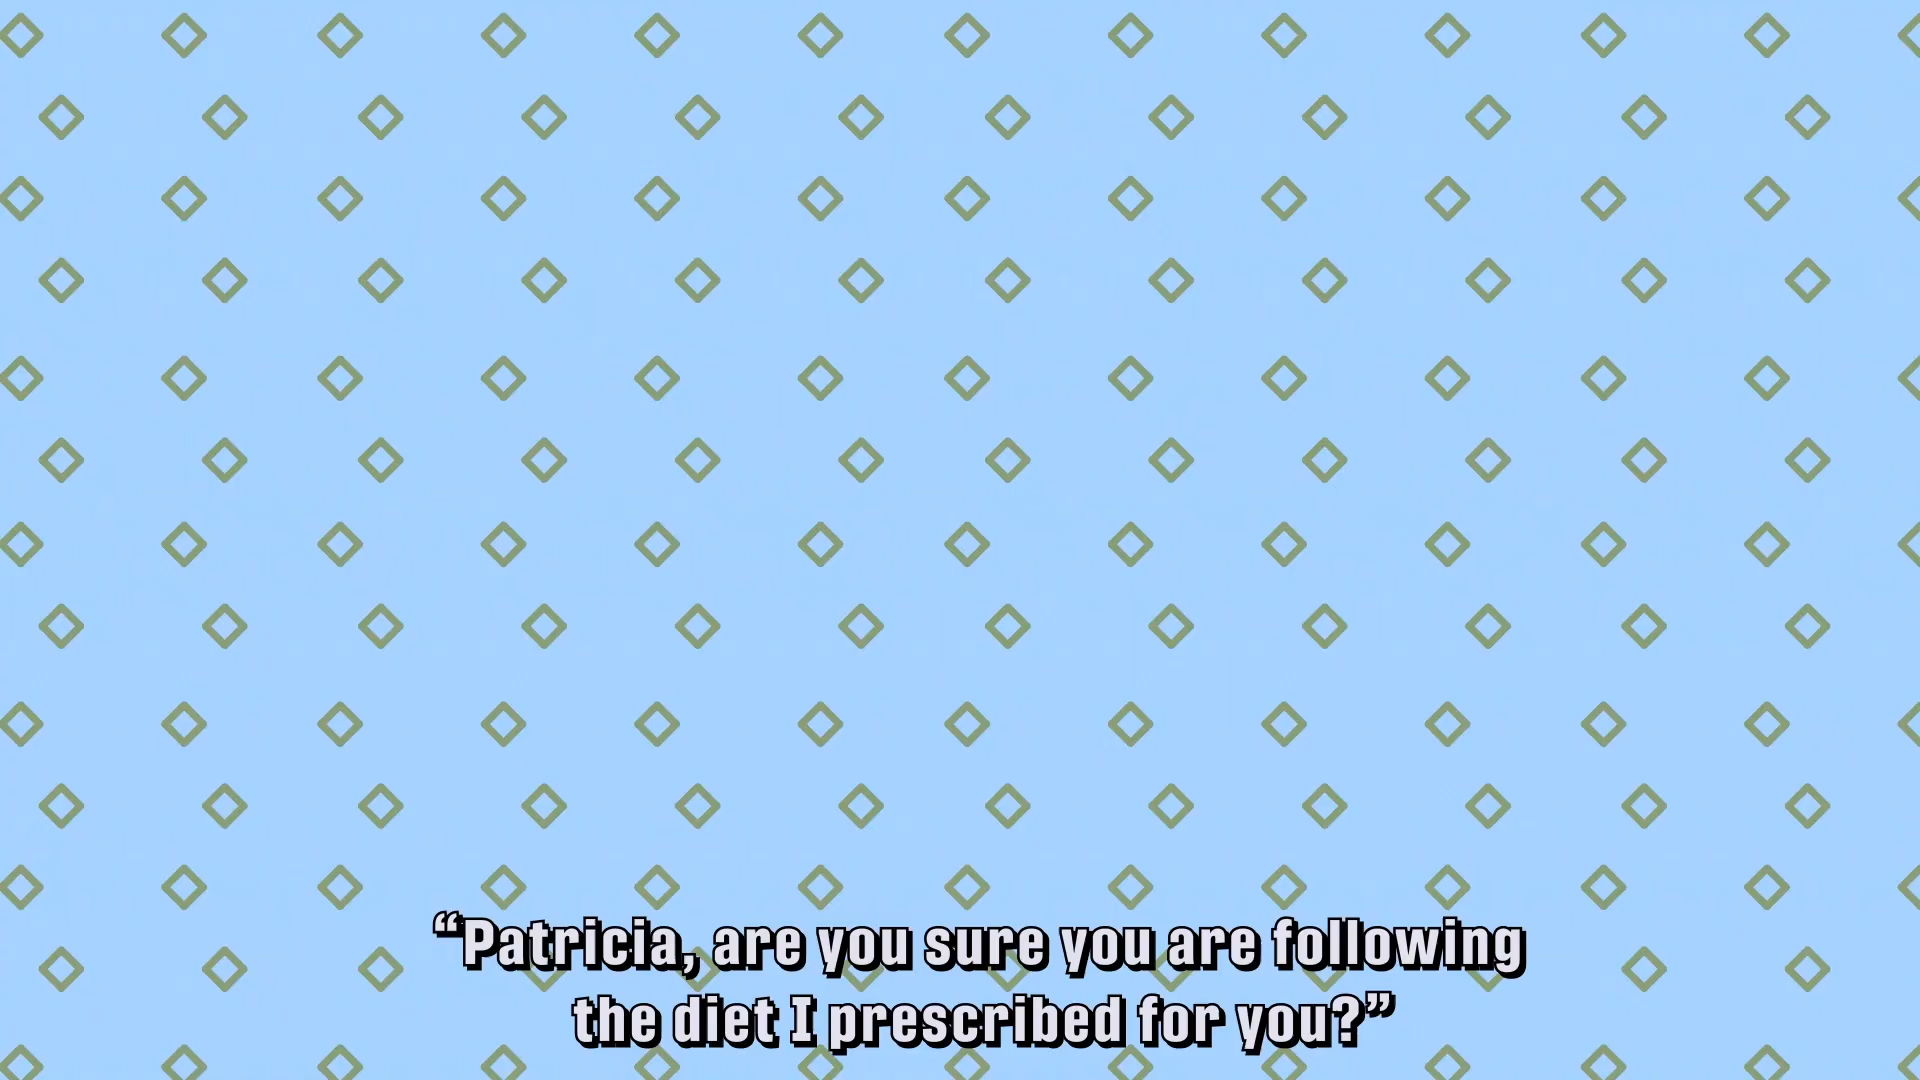 “Patricia, are you sure you are following
the diet I prescribed for you?”